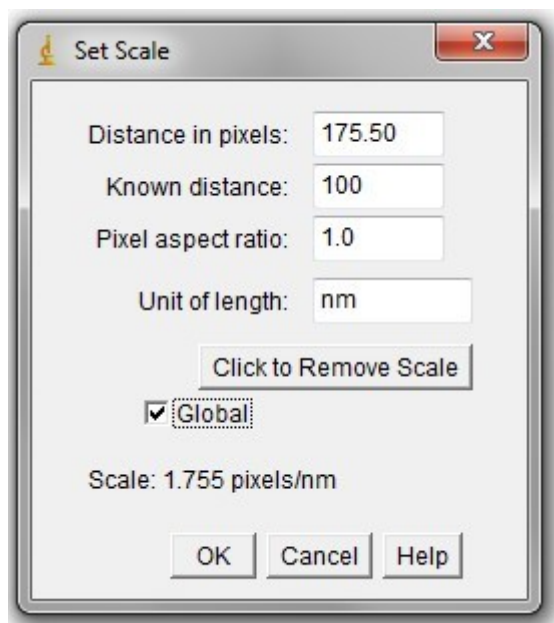 Set Scale
Distance in pixels: 175.50
Known distance: 100
Pixel aspect ratio: 1.0
Unit of length: nm
Click to Remove Scale
Global
Scale: 1.755 pixels/nm
OK Cancel Help